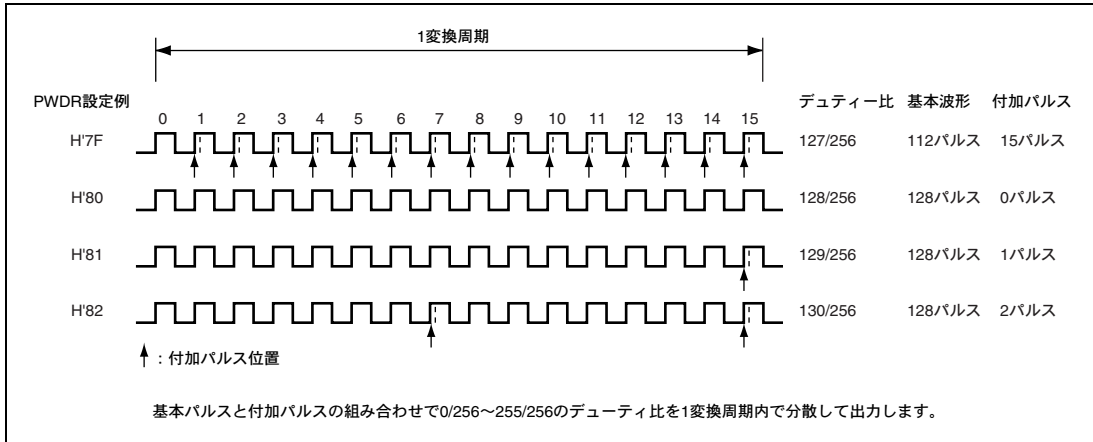 1変換周期
PWDR設定例 デュティー比 基本波形 付加パルス
0 1 2 3 4 5 6 7 8 9 10 11 12 13 14 15
H'7F 127/256 112パルス 15パルス
H'80 128/256 128パルス 0パルス
H'81 129/256 128パルス 1パルス
H'82 130/256 128パルス 2パルス
：付加パルス位置
基本パルスと付加パルスの組み合わせで0/256～255/256のデューティ比を1変換周期内で分散して出力します。